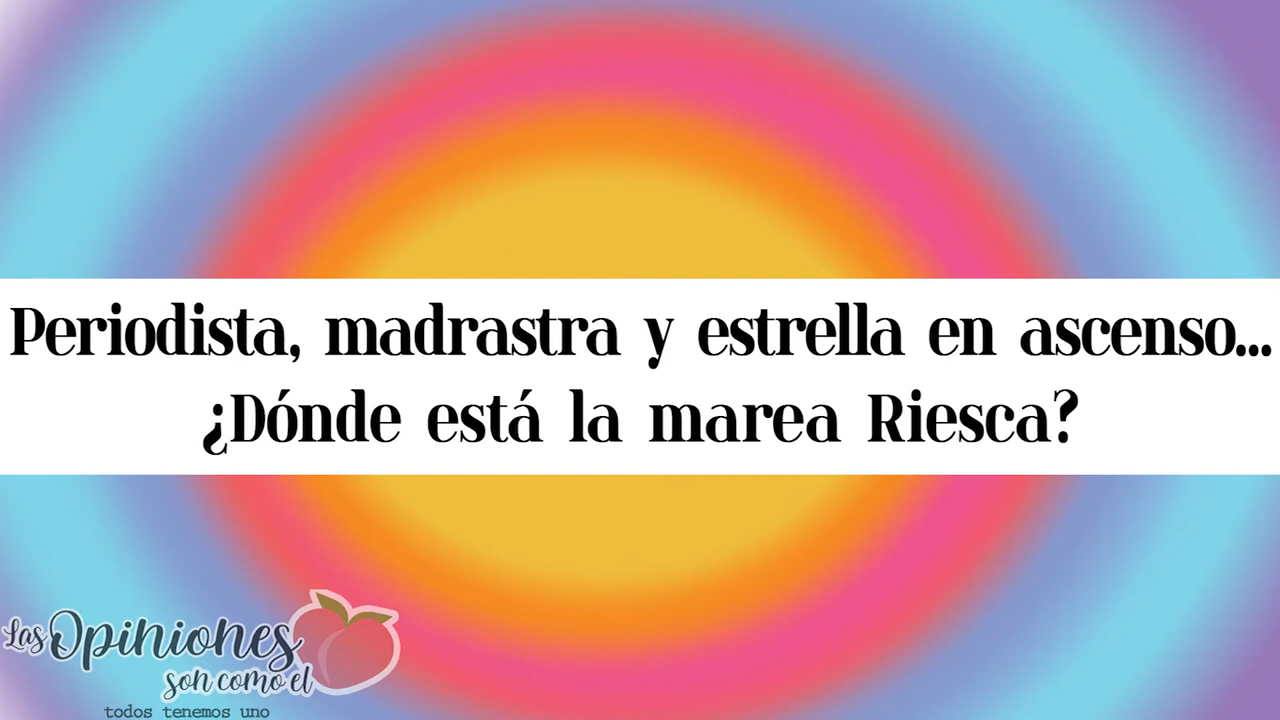 Periodista, madrastra y estrella en ascenso...
¿Dónde está la marea Riesca?
Las Opiniones
son como el
todos tenemos uno